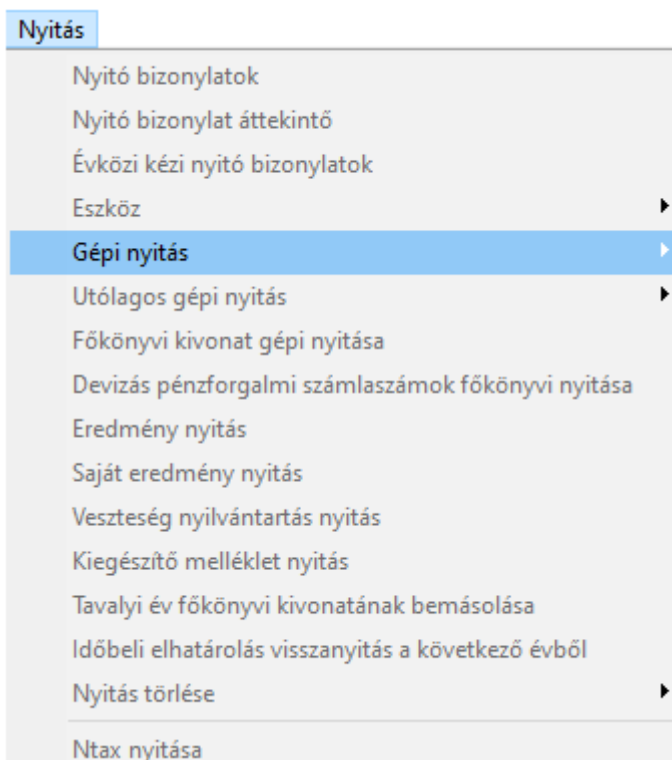 Nyitás
Nyitó bizonylatok
Nyitó bizonylat áttekintő
Évközi kézi nyitó bizonylatok
Eszköz
Gépi nyitás
Utólagos gépi nyitás
Főkönyvi kivonat gépi nyitása
Devizás pénzforgalmi számlaszámok főkönyvi nyitása
Eredmény nyitás
Saját eredmény nyitás
Veszteség nyilvántartás nyitás
Kiegészítő melléklet nyitás
Tavalyi év főkönyvi kivonatának bemásolása
Időbeli elhatárolás visszanyitás a következő évből
Nyitás törlése
Ntax nyitása